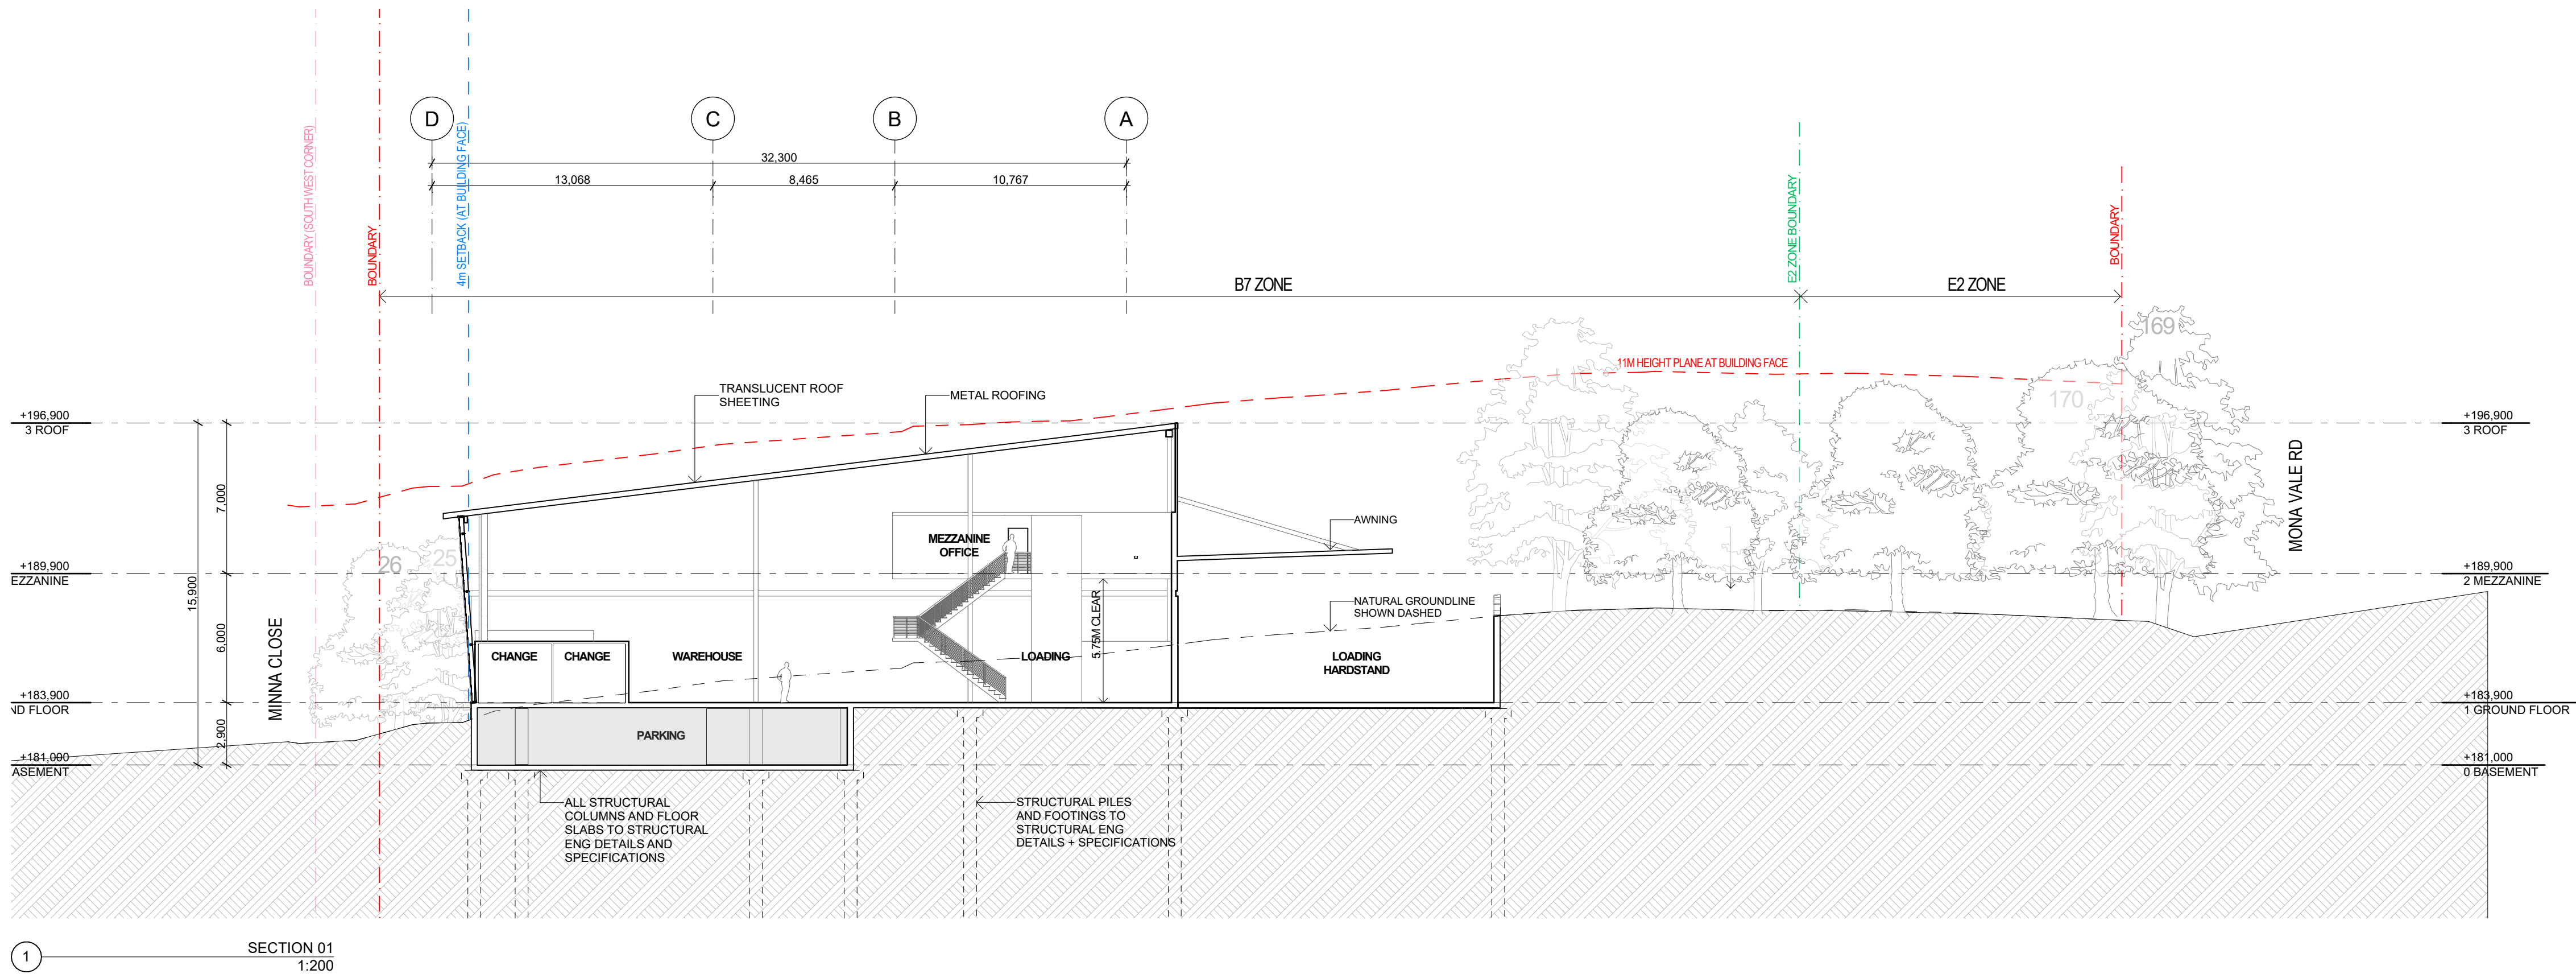 D
C
B
A
32,300
13,068
8,465
10,767
BOUNDARY (SOUTH WEST CORNER)
BOUNDARY
4m SETBACK (AT BUILDING FACE)
E2 ZONE BOUNDARY
BOUNDARY
B7 ZONE
E2 ZONE
169
11M HEIGHT PLANE AT BUILDING FACE
170
TRANSLUCENT ROOF
SHEETING
METAL ROOFING
+196,900
3 ROOF
+196,900
3 ROOF
7,000
15,900
6,000
2,900
MONA VALE RD
AWNING
MEZZANINE
OFFICE
26
25
+189,900
EZZANINE
+189,900
2 MEZZANINE
5.75M CLEAR
NATURAL GROUNDLINE
SHOWN DASHED
MINNA CLOSE
CHANGE
CHANGE
WAREHOUSE
LOADING
LOADING
HARDSTAND
+183,900
ND FLOOR
+183,900
1 GROUND FLOOR
PARKING
+181,000
ASEMENT
+181,000
0 BASEMENT
ALL STRUCTURAL
COLUMNS AND FLOOR
SLABS TO STRUCTURAL
ENG DETAILS AND
SPECIFICATIONS
STRUCTURAL PILES
AND FOOTINGS TO
STRUCTURAL ENG
DETAILS + SPECIFICATIONS
1
SECTION 01
1:200